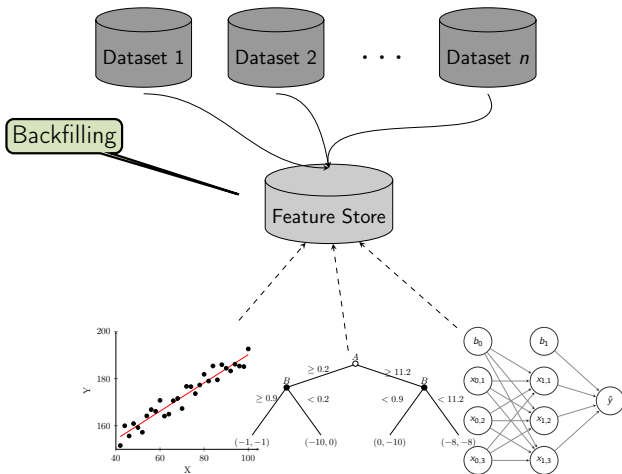 Dataset 1
Dataset 2
. . .
Dataset n
Backfilling
Feature Store
200
180
160
40
60
80
100
Y
X
A
≥ 0.2
≥ 11.2
B
B
≥ 0.9
< 0.2
< 0.9
< 11.2
(−1, −1)
(−10, 0)
(0, −10)
(−8, −8)
b₀
b₁
x₀,₁
x₁,₁
x₀,₂
x₁,₂
x₀,₃
x₁,₃
ŷ